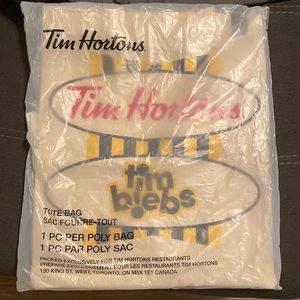 Tim Hortons.
Tim Hortons
tim
biebs
TOTE BAG
SAC FOURRE-TOUT
1 PC PER POLY BAG
1 PC PAR POLY SAC
PACKED EXCLUSIVELY FOR TIM HORTONS RESTAURANTS
PRÉPARÉ EXCLUSIVEMENT POUR LES RESTAURANTS TIM HORTONS
130 KING ST. WEST, TORONTO, ON M5X 1E1 CANADA